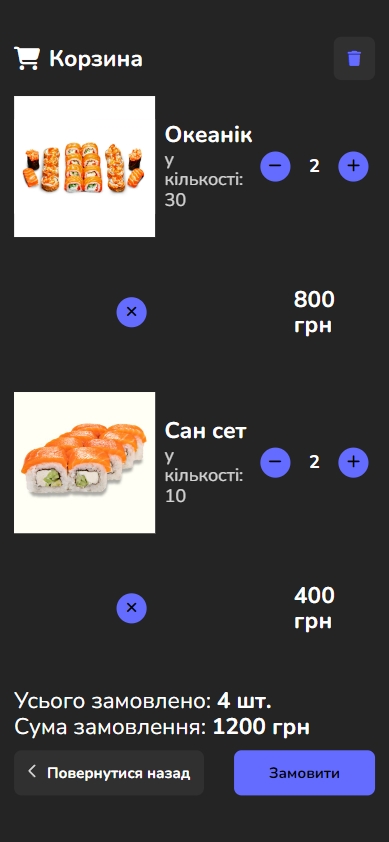 Корзина
Океанік
у
кількості:
30
2
800
грн
Сан сет
у
кількості:
10
2
400
грн
Усього замовлено: 4 шт.
Сума замовлення: 1200 грн
Повернутися назад
Замовити